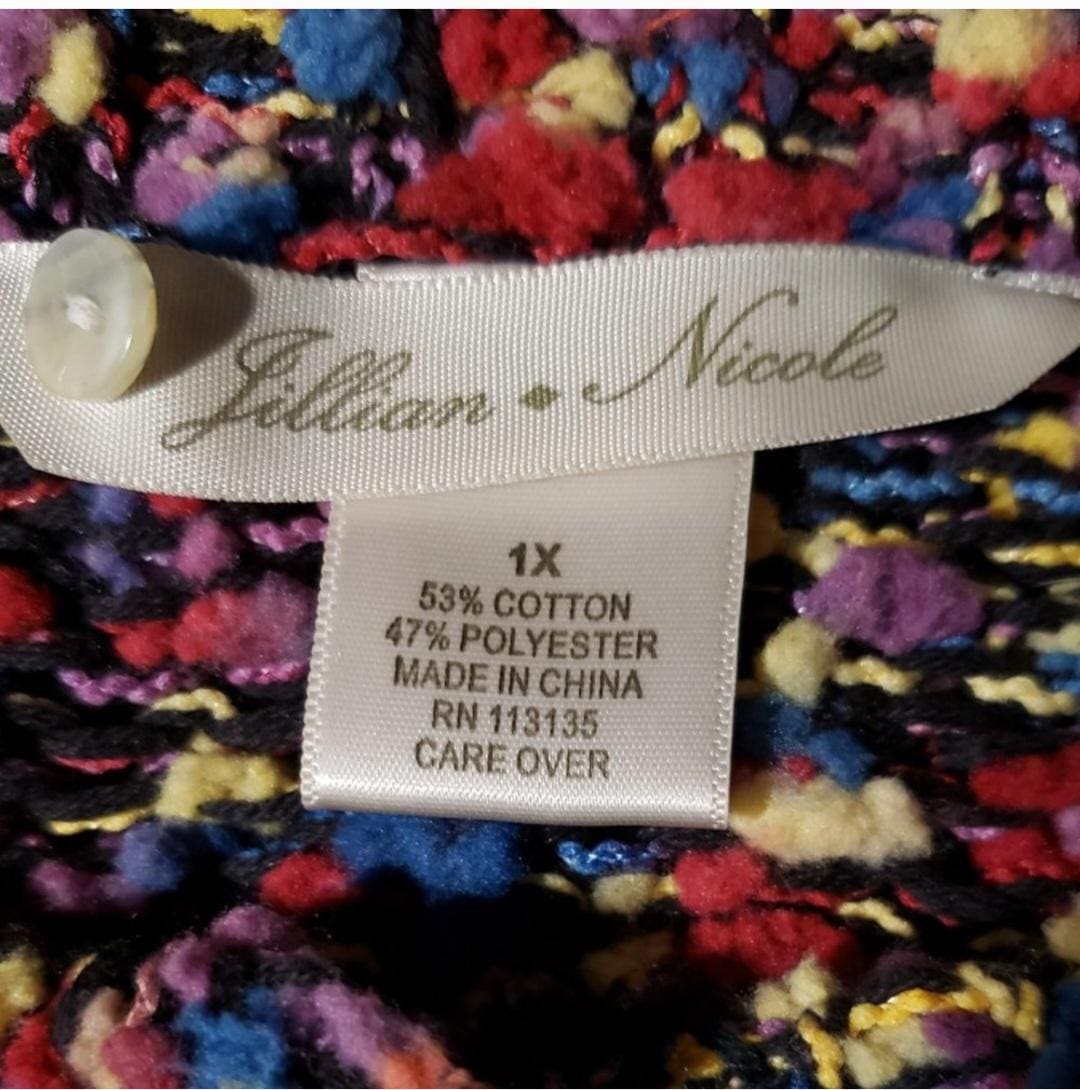 Jillian • Nicole
1X
53% COTTON
47% POLYESTER
MADE IN CHINA
RN 113135
CARE OVER